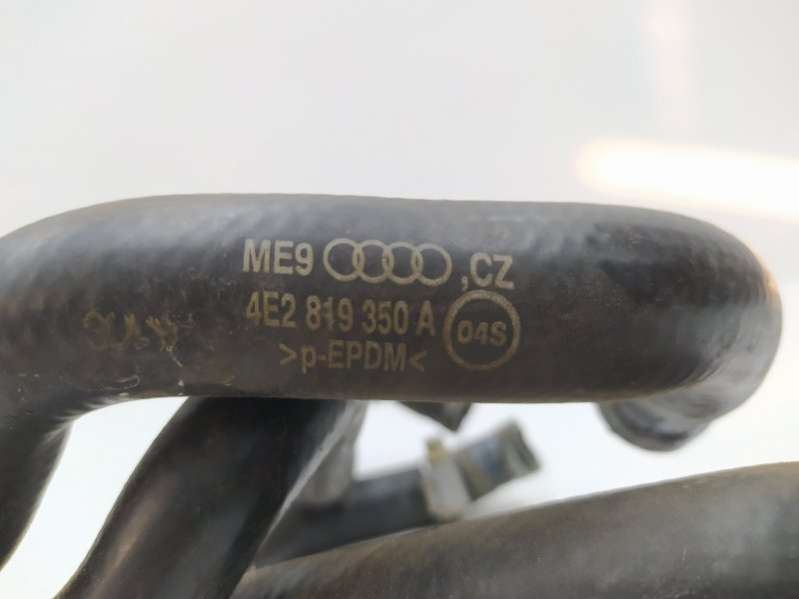 ME9 ,CZ
4E2 819 350 A 04S
>p-EPDM<